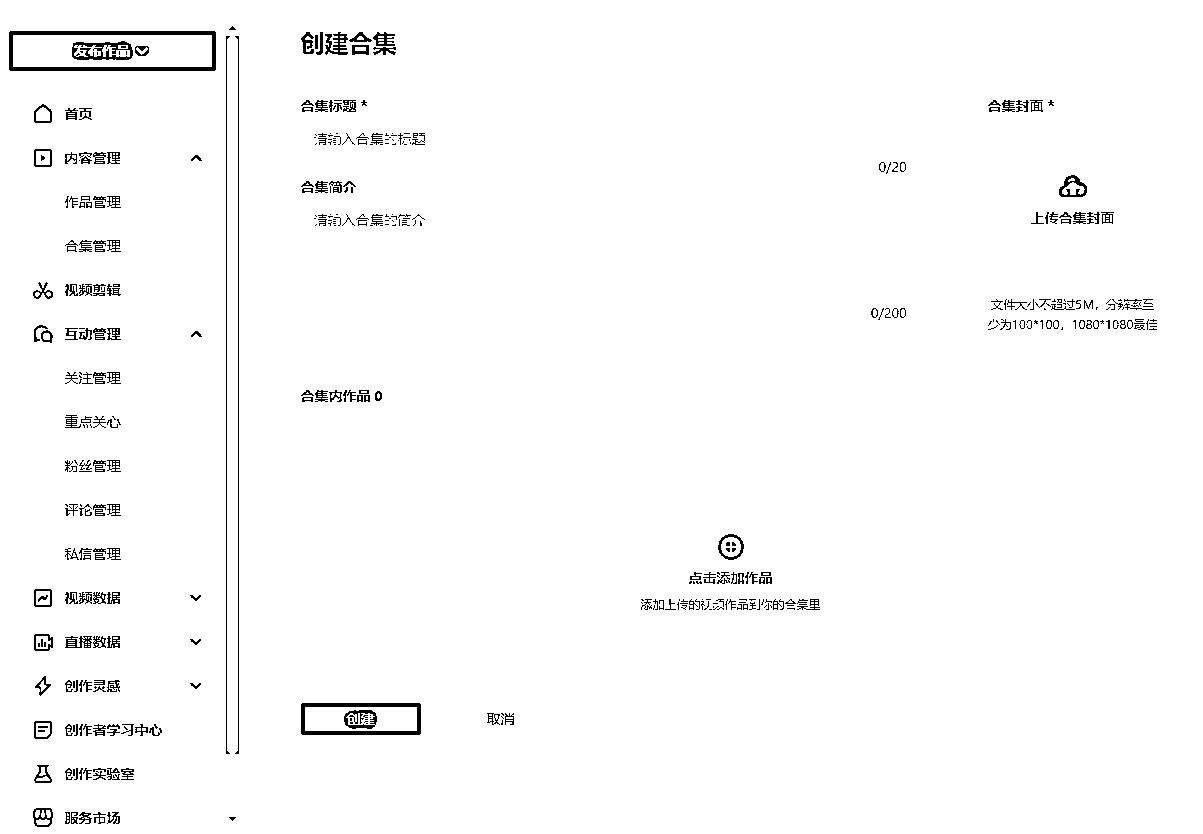 发布作品
首页
内容管理
作品管理
合集管理
视频剪辑
互动管理
关注管理
重点关心
粉丝管理
评论管理
私信管理
视频数据
直播数据
创作灵感
创作者学习中心
创作实验室
服务市场
创建合集
合集标题 *
请输入合集的标题
0/20
合集简介
请输入合集的简介
0/200
合集封面 *
上传合集封面
文件大小不超过5M，分辨率至
少为100*100，1080*1080最佳
合集内作品 0
点击添加作品
添加上传的视频作品到你的合集里
创建
取消